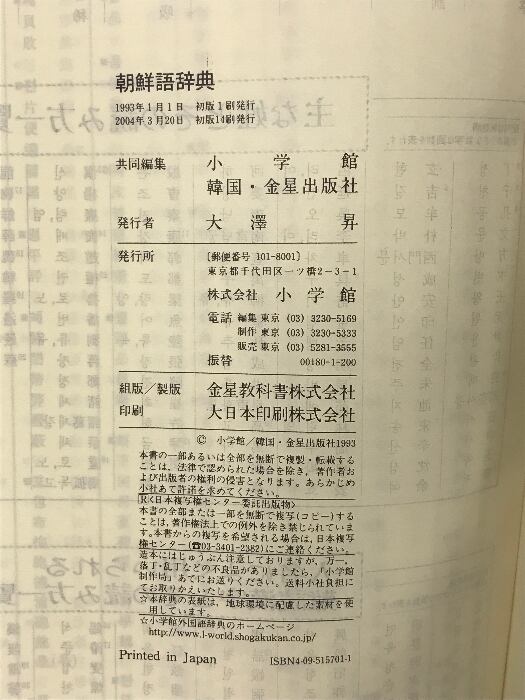 朝鮮語辞典
1993年1月1日 初版1刷発行
2004年3月20日 初版14刷発行
共同編集 小学館
韓国・金星出版社
発行者 大澤昇
発行所 〔郵便番号 101-8001〕
東京都千代田区一ツ橋2-3-1
株式会社 小学館
電話 編集 東京 (03) 3230-5169
制作 東京 (03) 3230-5333
販売 東京 (03) 5281-3555
振替 00180-1-200
組版/製版 金星教科書株式会社
印刷 大日本印刷株式会社
© 小学館/韓国・金星出版社1993
本書の一部あるいは全部を無断で複製・転載する
ことは、法律で認められた場合を除き、著作者お
よび出版者の権利の侵害となります。あらかじめ
小社あて許諾を求めてください。
R<日本複写権センター委託出版物>
本書の全部または一部を無断で複写(コピー)する
ことは、著作権法上での例外を除き禁じられていま
す。本書からの複写を希望される場合は、日本複写
権センター(☎03-3401-2382)にご連絡ください。
造本にはじゅうぶん注意しておりますが、万一、
落丁・乱丁などの不良品がありましたら、「小学館
制作局」あてにお送りください。送料小社負担に
てお取りかえいたします。
☆本辞典の表紙は、地球環境に配慮した素材を使
用しています。
☆小学館外国語辞典のホームページ
http://www.l-world.shogakukan.co.jp/
Printed in Japan ISBN4-09-515701-1